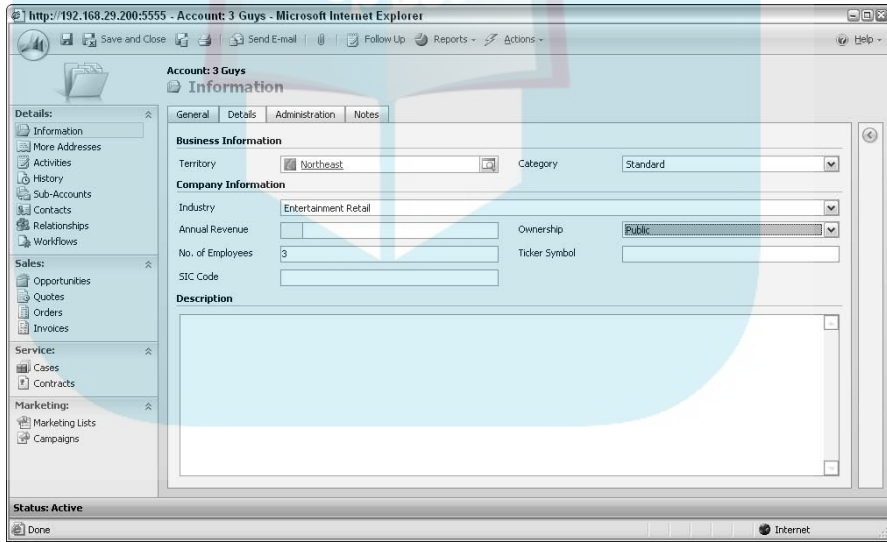 http://192.168.29.200:5555 - Account: 3 Guys - Microsoft Internet Explorer
Save and Close Send E-mail Follow Up Reports Actions Help
Account: 3 Guys
Information
Details:
Information
More Addresses
Activities
History
Sub-Accounts
Contacts
Relationships
Workflows
Sales:
Opportunities
Quotes
Orders
Invoices
Service:
Cases
Contracts
Marketing:
Marketing Lists
Campaigns
General Details Administration Notes
Business Information
Territory Northeast Category Standard
Company Information
Industry Entertainment Retail
Annual Revenue Ownership Public
No. of Employees 3 Ticker Symbol
SIC Code
Description
Status: Active
Done Internet